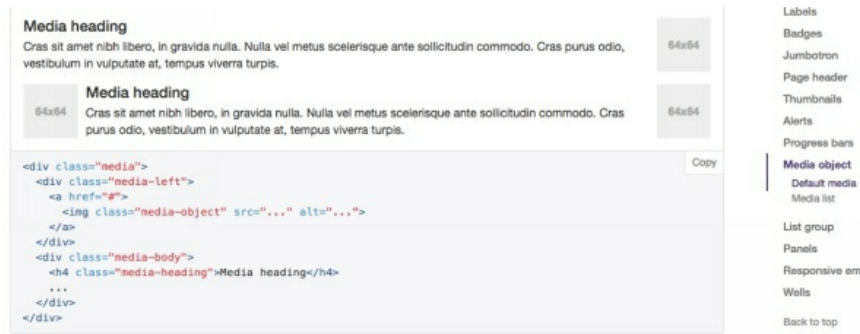 Media heading
Cras sit amet nibh libero, in gravida nulla. Nulla vel metus scelerisque ante sollicitudin commodo. Cras purus odio,
vestibulum in vulputate at, tempus viverra turpis.
64x64
64x64
Media heading
Cras sit amet nibh libero, in gravida nulla. Nulla vel metus scelerisque ante sollicitudin commodo. Cras
purus odio, vestibulum in vulputate at, tempus viverra turpis.
64x64
Copy
<div class="media">
  <div class="media-left">
    <a href="#">
      <img class="media-object" src="..." alt="...">
    </a>
  </div>
  <div class="media-body">
    <h4 class="media-heading">Media heading</h4>
    ...
  </div>
</div>
Labels
Badges
Jumbotron
Page header
Thumbnails
Alerts
Progress bars
Media object
Default media
Media list
List group
Panels
Responsive em
Wells
Back to top